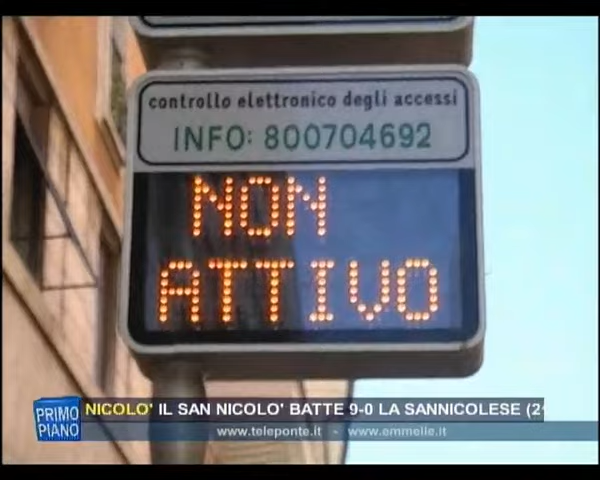 controllo elettronico degli accessi
INFO: 800704692
NON
ATTIVO
PRIMO
PIANO
NICOLO' IL SAN NICOLO' BATTE 9-0 LA SANNICOLESE (2
www.teleponte.it - www.emmelle.it